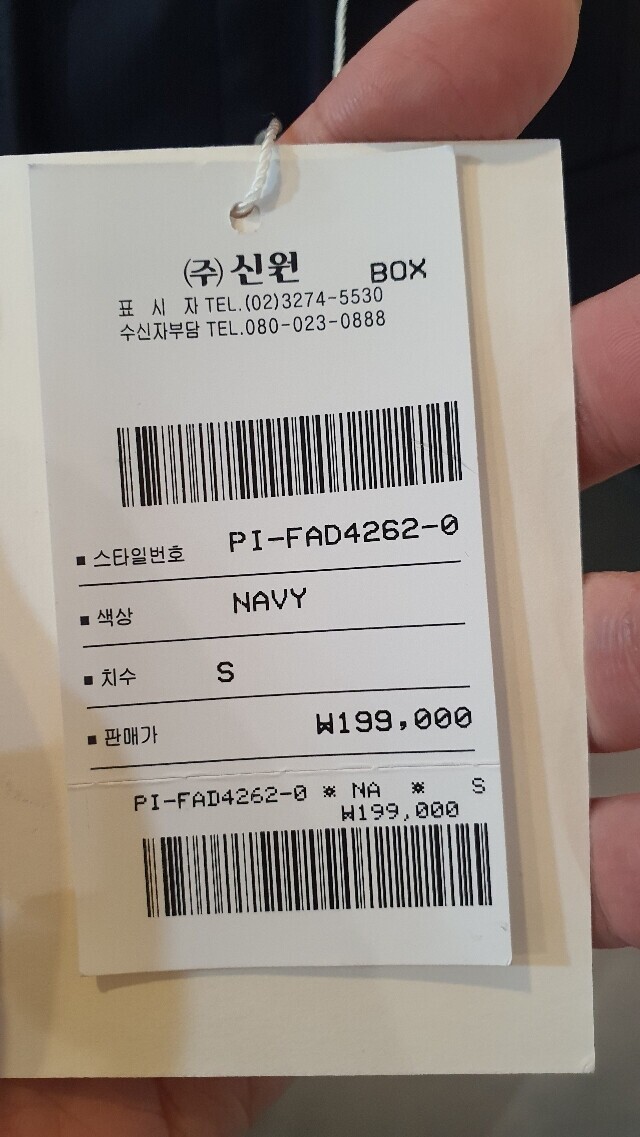 (주)신원 BOX
표 시 자 TEL.(02)3274-5530
수신자부담 TEL.080-023-0888
■ 스타일번호 PI-FAD4262-0
■ 색상 NAVY
■ 치수 S
■ 판매가 ₩199,000
PI-FAD4262-0 ※ NA ※ S
₩199,000